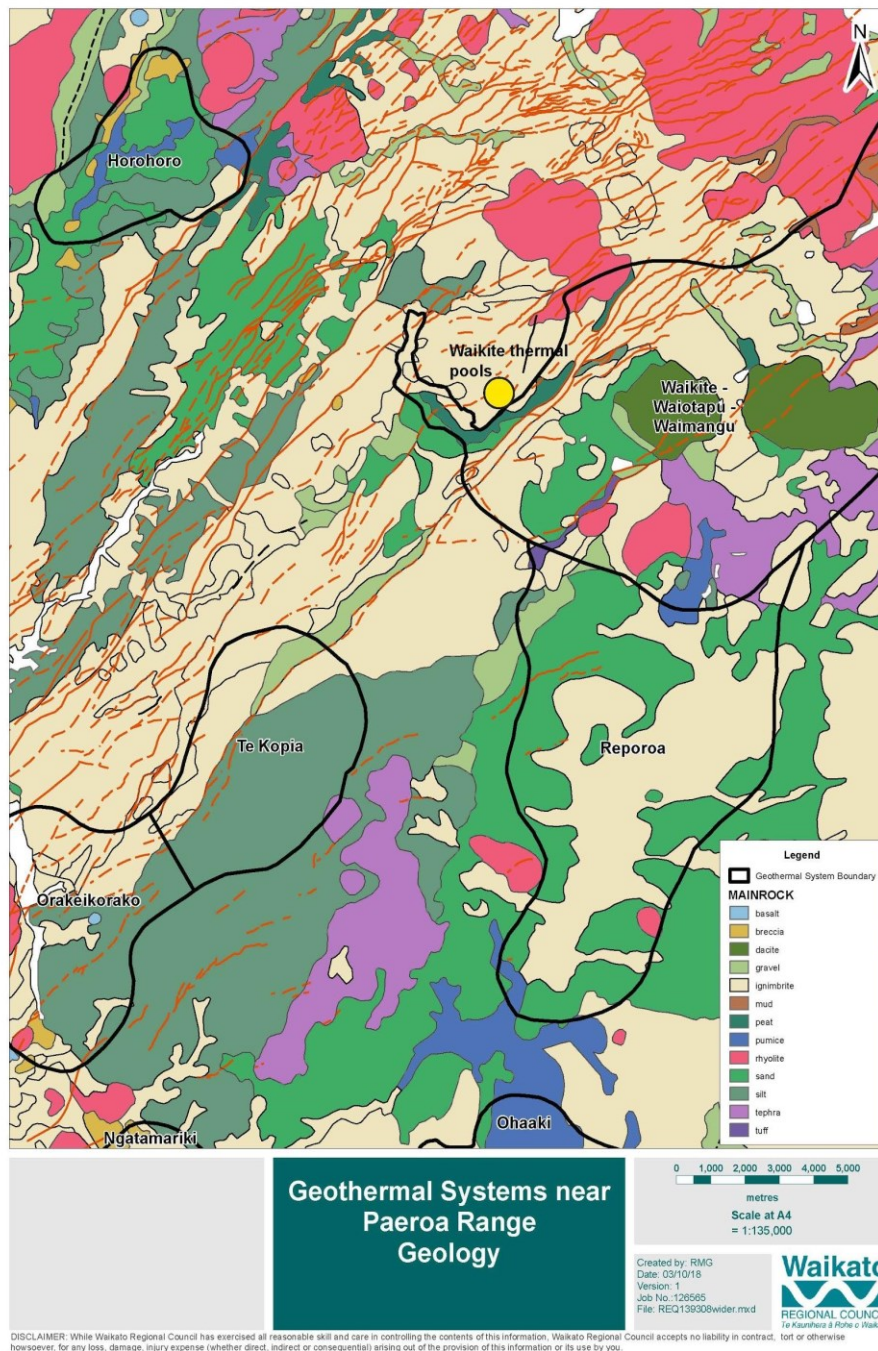 N
Horohoro
Waikite thermal
pools
Waikite -
Waiotapu -
Waimangu
Te Kopia
Reporoa
Orakeikorako
Ngatamariki
Ohaaki
Legend
Geothermal System Boundary
MAINROCK
basalt
breccia
dacite
gravel
ignimbrite
mud
peat
pumice
rhyolite
sand
silt
tephra
tuff
Geothermal Systems near
Paeroa Range
Geology
0 1,000 2,000 3,000 4,000 5,000
metres
Scale at A4
= 1:135,000
Created by: RMG
Date: 03/10/18
Version: 1
Job No.:126565
File: REQ139308wider.mxd
Waikato
REGIONAL COUNC
Te Kaunihera ā Rohe o Waik
DISCLAIMER: While Waikato Regional Council has exercised all reasonable skill and care in controlling the contents of this information, Waikato Regional Council accepts no liability in contract, tort or otherwise
howsoever, for any loss, damage, injury expense (whether direct, indirect or consequential) arising out of the provision of this information or its use by you.